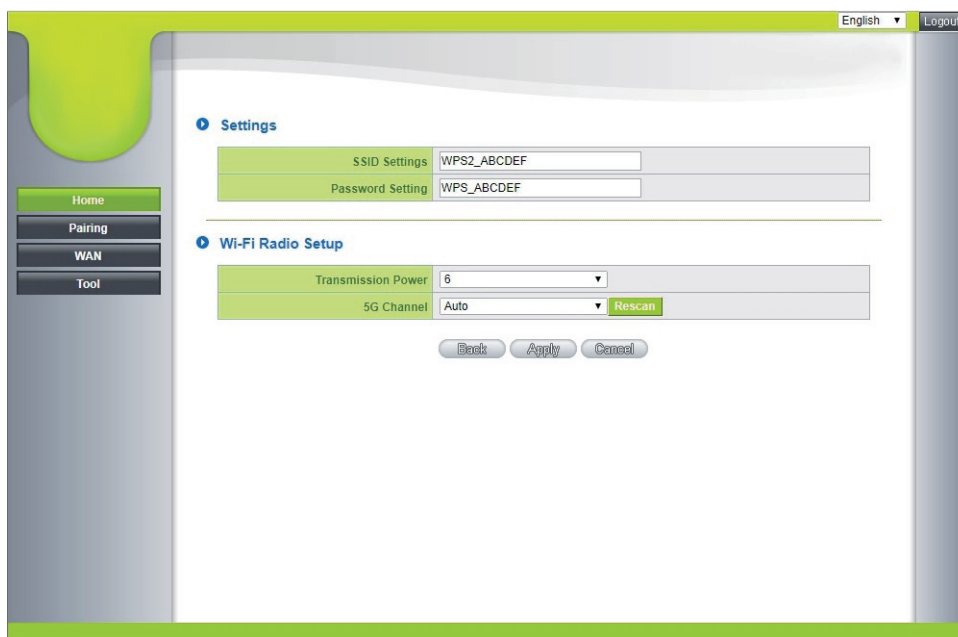 English
Logou
Settings
SSID Settings WPS2_ABCDEF
Password Setting WPS_ABCDEF
Home
Pairing
WAN
Tool
Wi-Fi Radio Setup
Transmission Power 6
5G Channel Auto Rescan
Back Apply Cancel